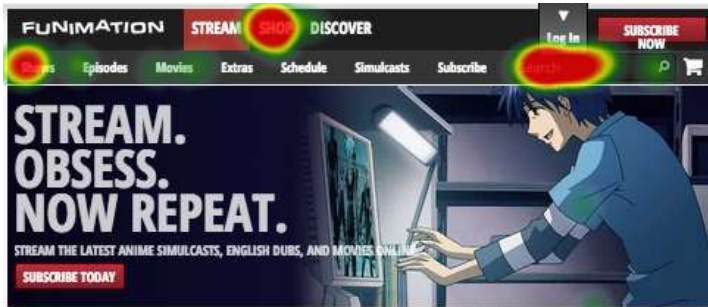 FUNIMATION STREAM SHOP DISCOVER Log In SUBSCRIBE NOW
Shows Episodes Movies Extras Schedule Simulcasts Subscribe Search
STREAM.
OBSESS.
NOW REPEAT.
STREAM THE LATEST ANIME SIMULCASTS, ENGLISH DUBS, AND MOVIES ONLINE.
SUBSCRIBE TODAY